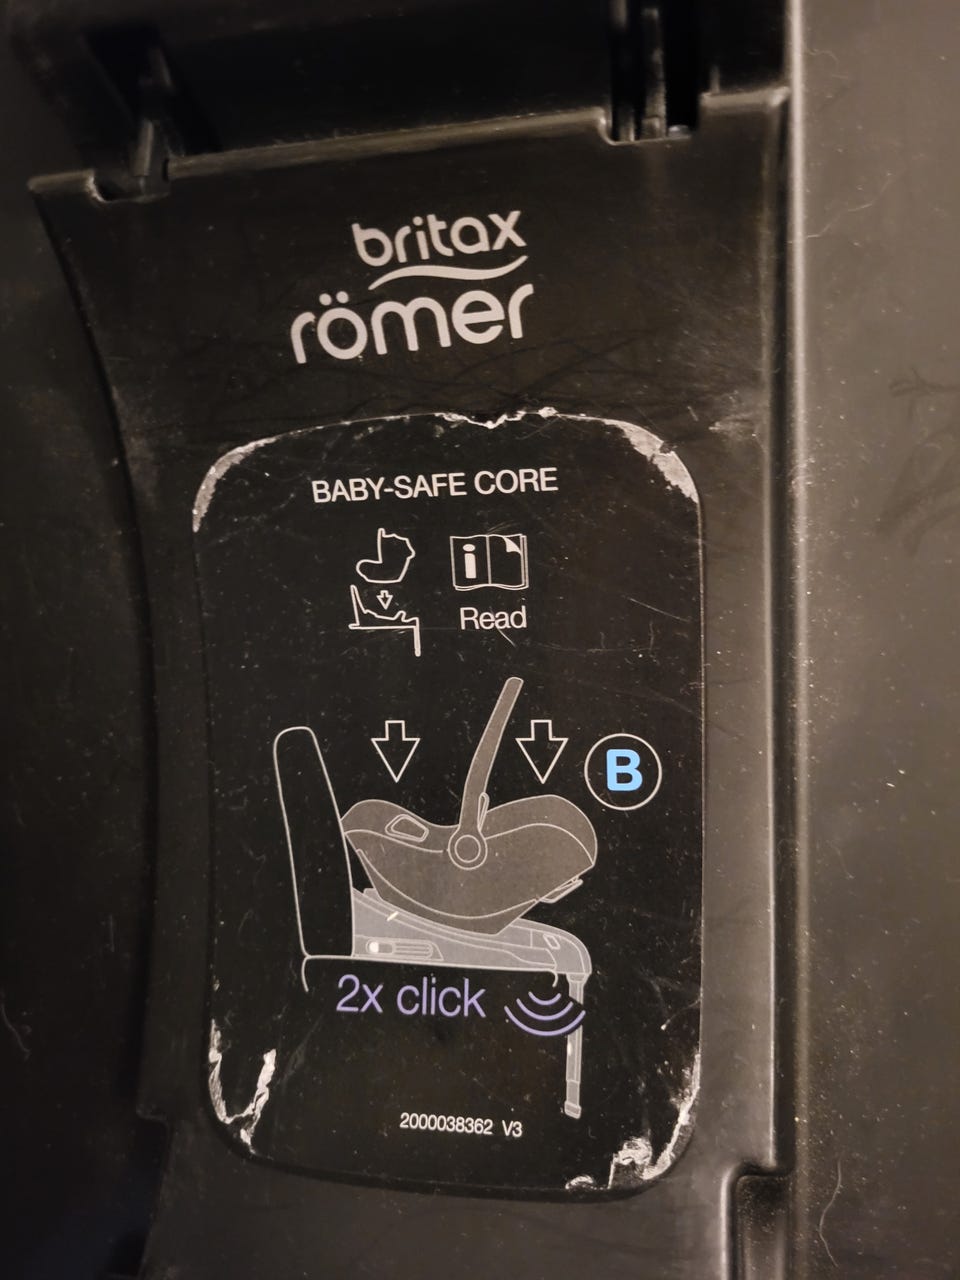 britax
römer
BABY-SAFE CORE
i
Read
B
2x click
2000038362 V3